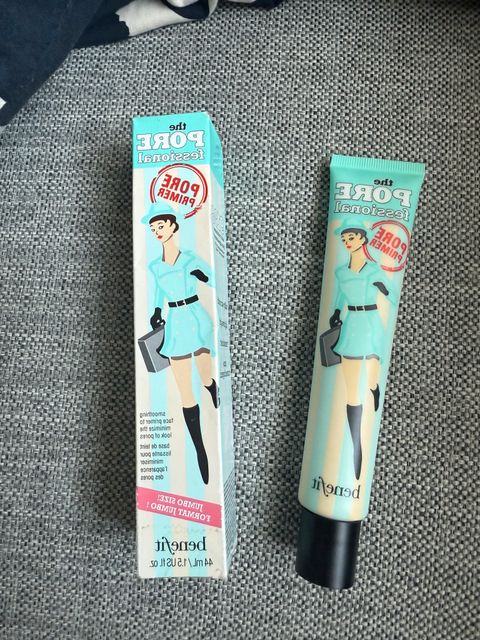 the
PORE
fessional
PORE
PRIMER
smoothing
face primer to
minimize the
look of pores
base de teint
lissante pour
minimiser
l'apparence
des pores
JUMBO SIZE!
FORMAT JUMBO !
benefit
44 mL/1.5 US fl. oz.
the
PORE
fessional
PORE
PRIMER
benefit